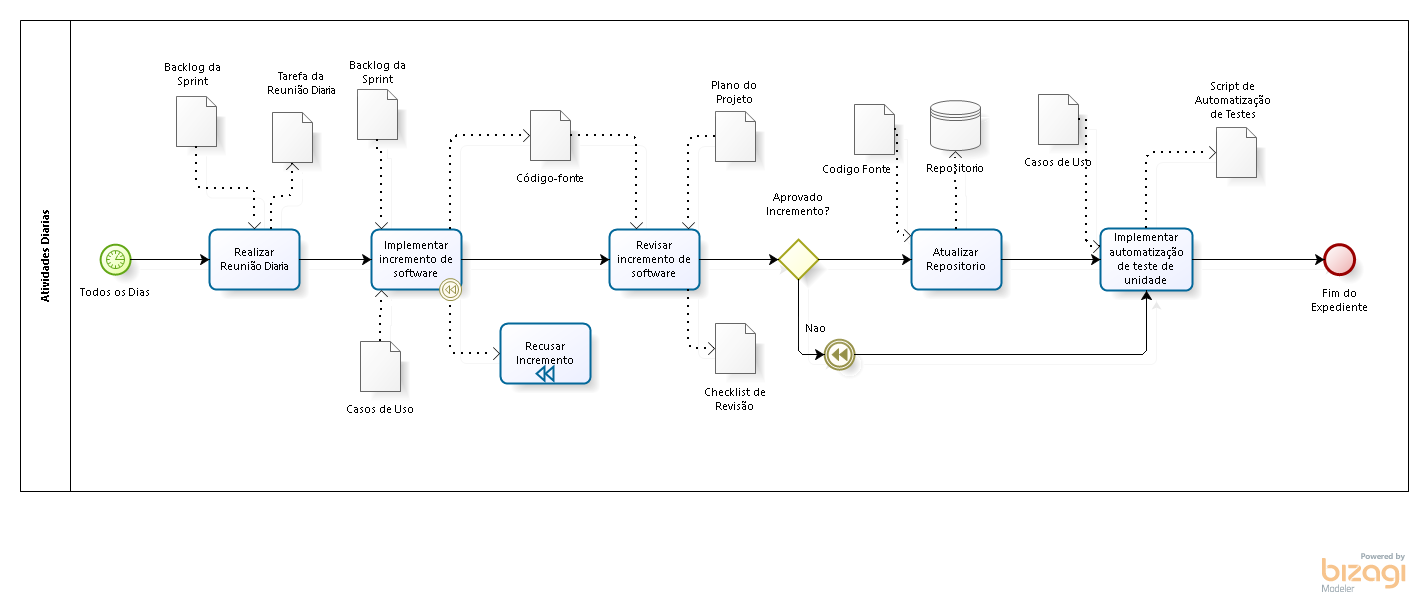 Atividades Diarias
Todos os Dias
Backlog da
Sprint
Tarefa da
Reunião Diaria
Realizar
Reunião Diaria
Backlog da
Sprint
Implementar
incremento de
software
Casos de Uso
Código-fonte
Recusar
Incremento
Revisar
incremento de
software
Plano do
Projeto
Checklist de
Revisão
Aprovado
Incremento?
Nao
Codigo Fonte
Repositorio
Atualizar
Repositorio
Casos de Uso
Implementar
automatização
de teste de
unidade
Script de
Automatização
de Testes
Fim do
Expediente
Powered by
bizagi
Modeler